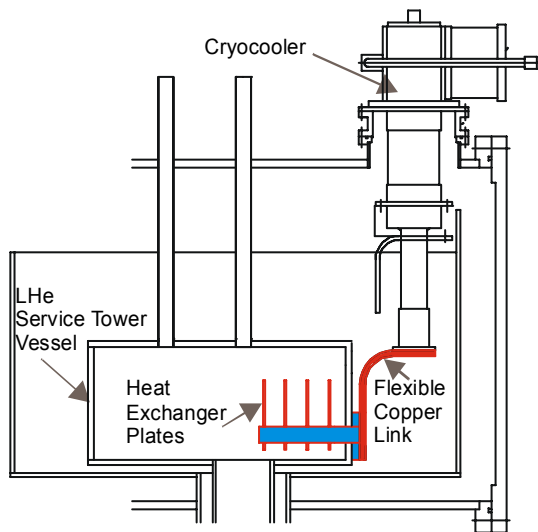 Cryocooler
LHe
Service Tower
Vessel
Heat
Exchanger
Plates
Flexible
Copper
Link